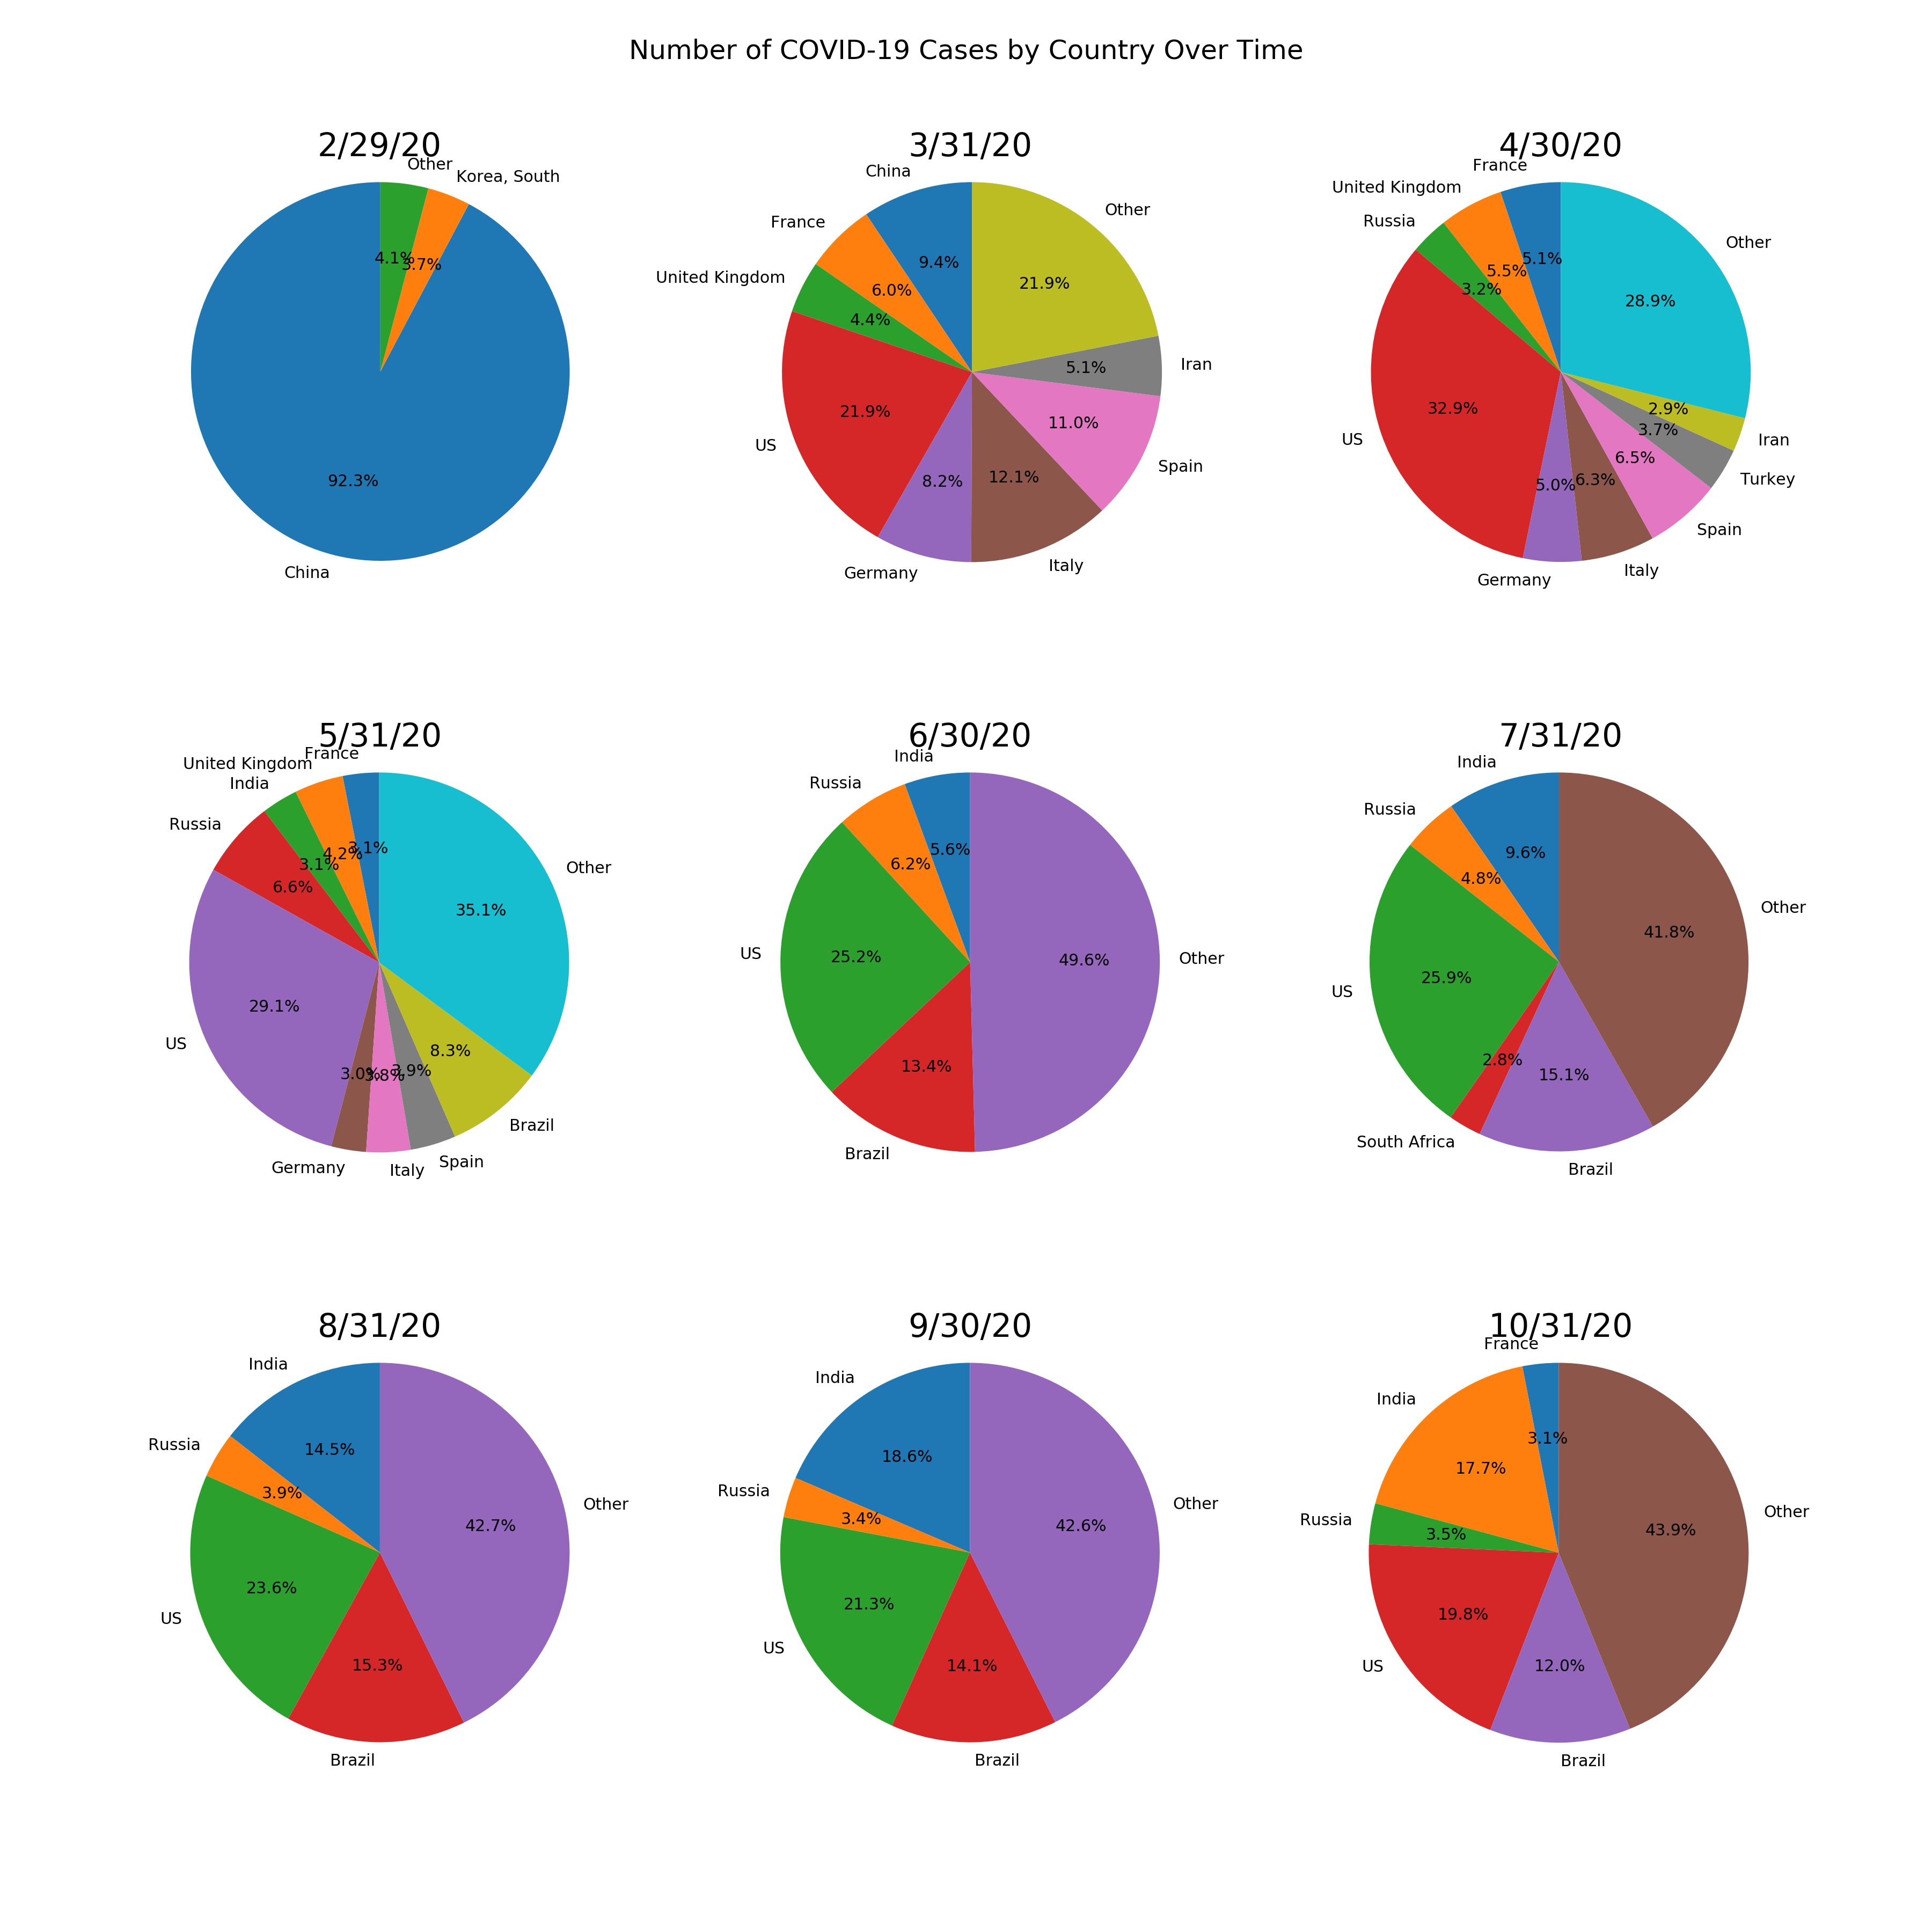 Number of COVID-19 Cases by Country Over Time
2/29/20
Other
Korea, South
4.1%
3.7%
92.3%
China
3/31/20
China
France
Other
United Kingdom
9.4%
21.9%
6.0%
4.4%
Iran
5.1%
21.9%
11.0%
US
Spain
8.2%
12.1%
Germany
Italy
4/30/20
France
United Kingdom
Russia
Other
5.1%
5.5%
3.2%
28.9%
32.9%
2.9%
3.7%
US
Iran
6.5%
Turkey
5.0%
6.3%
Spain
Germany
Italy
5/31/20
France
United Kingdom
India
Russia
Other
3.1%
4.2%
3.1%
6.6%
35.1%
29.1%
US
8.3%
3.0%
3.8%
3.9%
Brazil
Germany
Italy
Spain
6/30/20
India
Russia
5.6%
6.2%
US
25.2%
49.6%
Other
13.4%
Brazil
7/31/20
India
Russia
9.6%
4.8%
Other
41.8%
25.9%
US
2.8%
15.1%
South Africa
Brazil
8/31/20
India
Russia
14.5%
3.9%
Other
42.7%
23.6%
US
15.3%
Brazil
9/30/20
India
18.6%
Russia
3.4%
Other
42.6%
21.3%
US
14.1%
Brazil
10/31/20
France
India
3.1%
17.7%
Russia
3.5%
Other
43.9%
19.8%
US
12.0%
Brazil